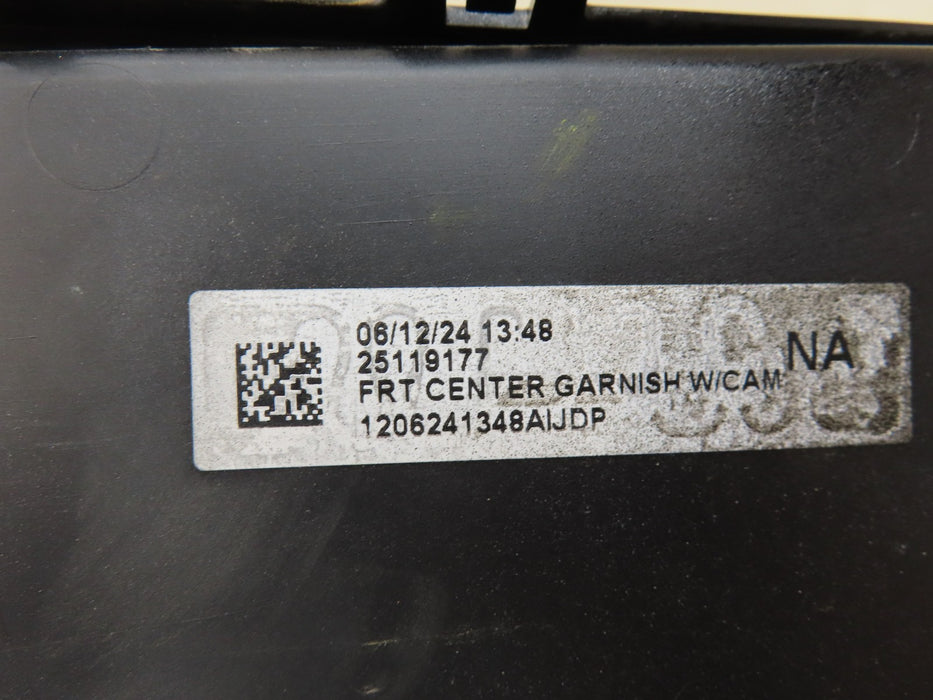 06/12/24 13:48
25119177
FRT CENTER GARNISH W/CAM
NA
1206241348AIJDP